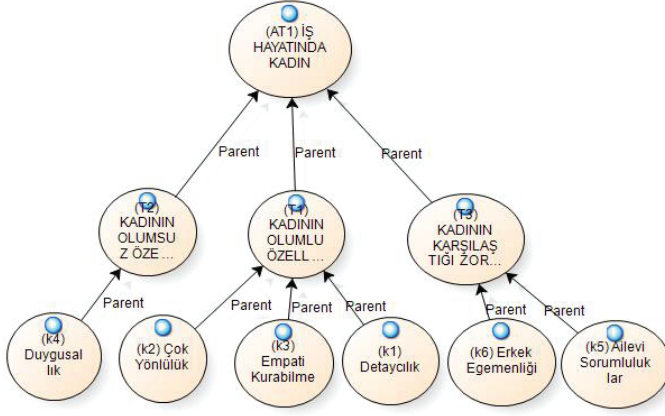 (AT1) İŞ
HAYATINDA
KADIN
Parent
Parent
Parent
(T2)
KADININ
OLUMSU
Z ÖZE ...
(T1)
KADININ
OLUMLU
ÖZELL ...
(T3)
KADININ
KARŞILAŞ
TIĞI ZOR...
Parent
Parent
Parent
Parent
Parent
Parent
(k4)
Duygusal
lık
(k2) Çok
Yönlülük
(k3)
Empati
Kurabilme
(k1)
Detaycılık
(k6) Erkek
Egemenliği
(k5) Ailevi
Sorumluluk
lar